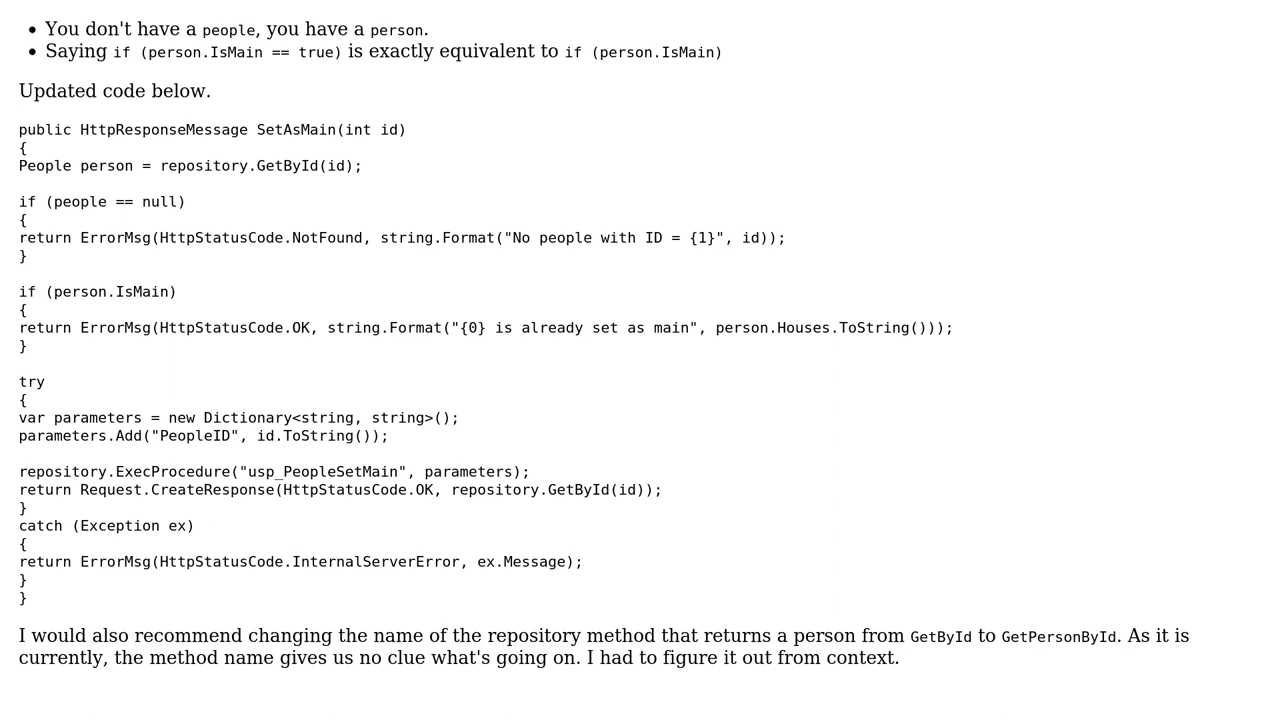 • You don't have a people, you have a person.
• Saying if (person.IsMain == true) is exactly equivalent to if (person.IsMain)
Updated code below.
public HttpResponseMessage SetAsMain(int id)
{
People person = repository.GetById(id);
if (people == null)
{
return ErrorMsg(HttpStatusCode.NotFound, string.Format("No people with ID = {1}", id));
}
if (person.IsMain)
{
return ErrorMsg(HttpStatusCode.OK, string.Format("{0} is already set as main", person.Houses.ToString()));
}
try
{
var parameters = new Dictionary<string, string>();
parameters.Add("PeopleID", id.ToString());
repository.ExecProcedure("usp_PeopleSetMain", parameters);
return Request.CreateResponse(HttpStatusCode.OK, repository.GetById(id));
}
catch (Exception ex)
{
return ErrorMsg(HttpStatusCode.InternalServerError, ex.Message);
}
}
I would also recommend changing the name of the repository method that returns a person from GetById to GetPersonById. As it is
currently, the method name gives us no clue what's going on. I had to figure it out from context.